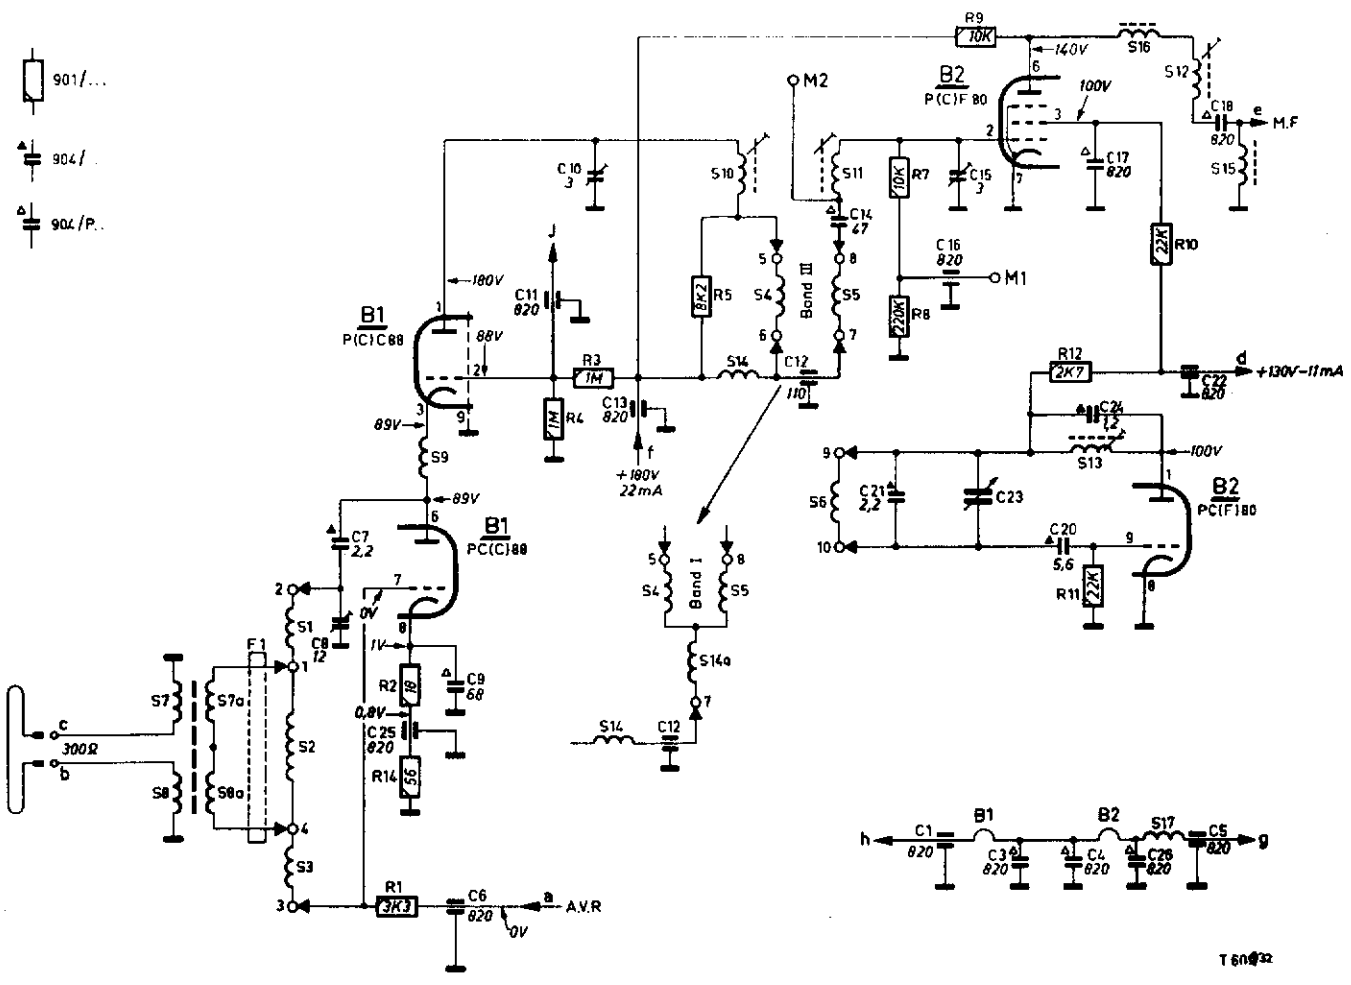 R9
10K
140V
S16
S12
901/...
B2
P(C)F80
6
100V
M2
C18
820
e
M.F
904/.
904/P..
C10
3
S10
S11
R7
10K
C15
3
2
3
7
C17
820
S15
C14
47
R10
22K
J
180V
C11
820
R5
8K2
5
S4
6
Band III
8
S5
7
C16
820
M1
R8
220K
B1
P(C)C88
1
88V
2
3
9
89V
R3
1M
R4
1M
C13
820
f
+180V
22mA
S14
C12
110
R12
2K7
d
+130V-11mA
C22
820
C24
1,2
S13
100V
S9
89V
9
S6
10
C21
2,2
C23
1
B2
PC(F)80
C20
5,6
9
R11
22K
8
C7
2,2
6
B1
PC(C)88
7
0V
8
2
S1
C8
12
1V
5
S4
Band I
8
S5
S14a
7
S14
C12
F1
1
S7
S7a
c
300Ω
b
S8
S8a
S2
4
S3
3
R2
18
C9
68
0,8V
C25
820
R14
56
R1
3K3
C6
820
a
A.V.R
0V
h
C1
820
B1
C3
820
C4
820
B2
C26
820
S17
C5
820
g